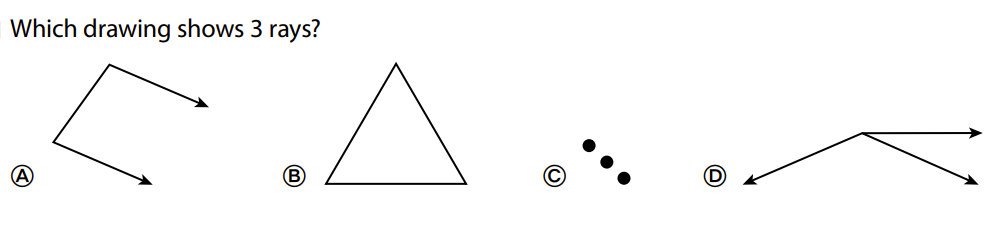 Which drawing shows 3 rays?
Ⓐ Ⓑ Ⓒ Ⓓ